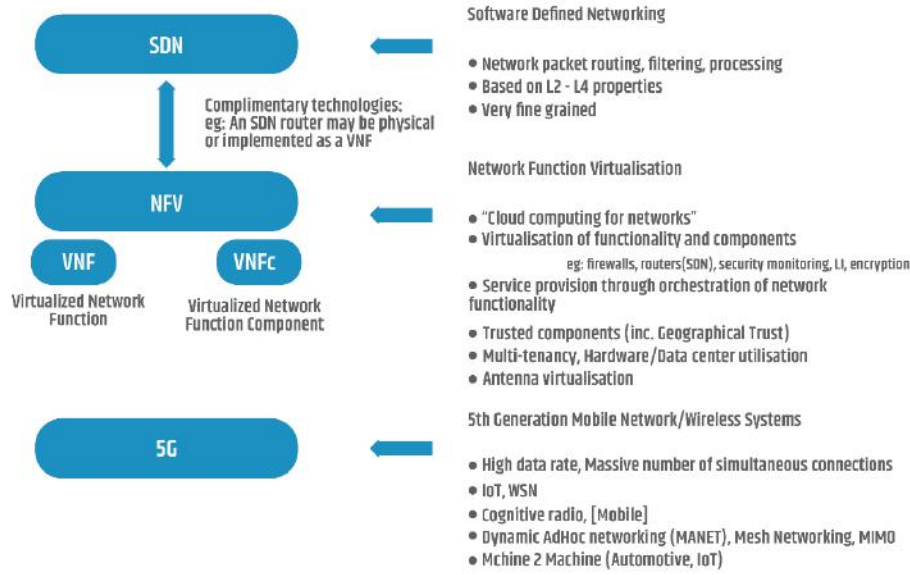 SDN
Software Defined Networking
● Network packet routing, filtering, processing
● Based on L2 - L4 properties
● Very fine grained
Complimentary technologies:
eg: An SDN router may be physical
or implemented as a VNF
NFV
Network Function Virtualisation
● "Cloud computing for networks"
● Virtualisation of functionality and components
eg: firewalls, routers(SDN), security monitoring, LI, encryption
● Service provision through orchestration of network
functionality
● Trusted components (inc. Geographical Trust)
● Multi-tenancy, Hardware/Data center utilisation
● Antenna virtualisation
VNF
Virtualized Network
Function
VNFc
Virtualized Network
Function Component
5G
5th Generation Mobile Network/Wireless Systems
● High data rate, Massive number of simultaneous connections
● IoT, WSN
● Cognitive radio, [Mobile]
● Dynamic AdHoc networking (MANET), Mesh Networking, MIMO
● Mchine 2 Machine (Automotive, IoT)